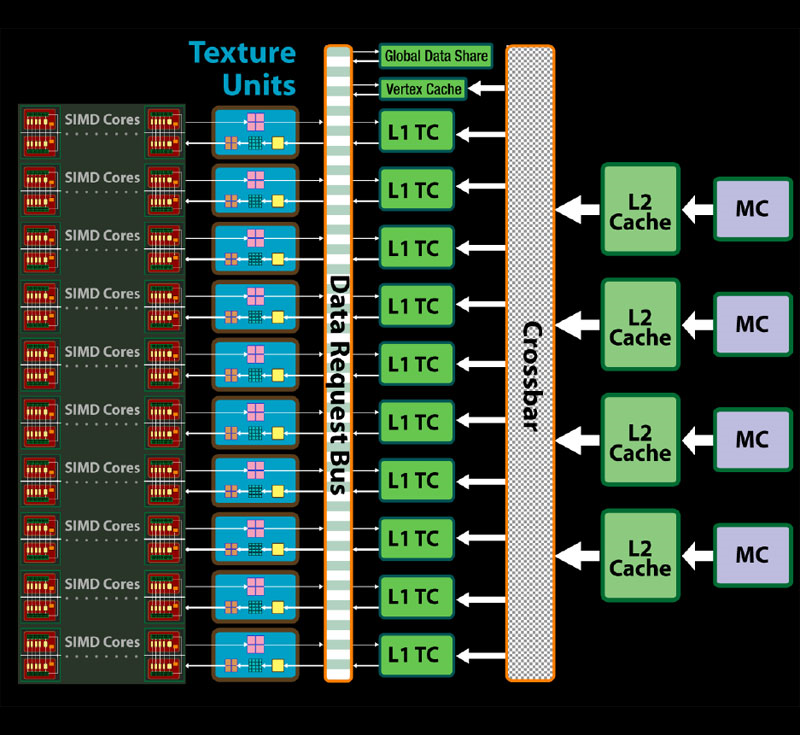 Texture
Units
Global Data Share
Vertex Cache
SIMD Cores
L1 TC
SIMD Cores
L1 TC
SIMD Cores
L1 TC
SIMD Cores
L1 TC
SIMD Cores
L1 TC
SIMD Cores
L1 TC
SIMD Cores
L1 TC
SIMD Cores
L1 TC
SIMD Cores
L1 TC
SIMD Cores
L1 TC
Data Request Bus
Crossbar
L2
Cache
MC
L2
Cache
MC
L2
Cache
MC
L2
Cache
MC